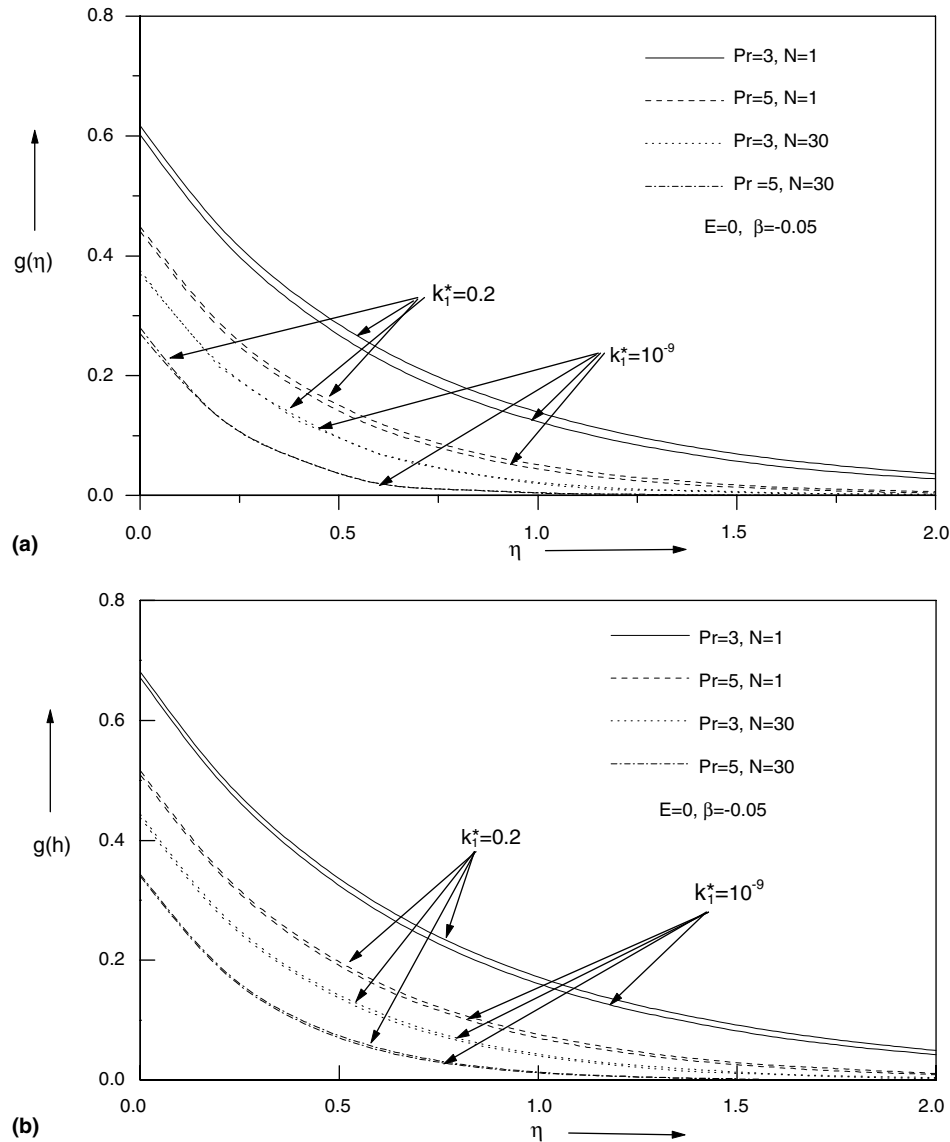 0.8
Pr=3, N=1
Pr=5, N=1
0.6
Pr=3, N=30
Pr =5, N=30
E=0, β=-0.05
g(η)
0.4
k₁*=0.2
k₁*=10⁻⁹
0.2
0.0
0.0 0.5 1.0 1.5 2.0
(a)
η
0.8
Pr=3, N=1
Pr=5, N=1
0.6
Pr=3, N=30
Pr=5, N=30
E=0, β=-0.05
g(h)
0.4
k₁*=0.2
k₁*=10⁻⁹
0.2
0.0
0.0 0.5 1.0 1.5 2.0
(b)
η